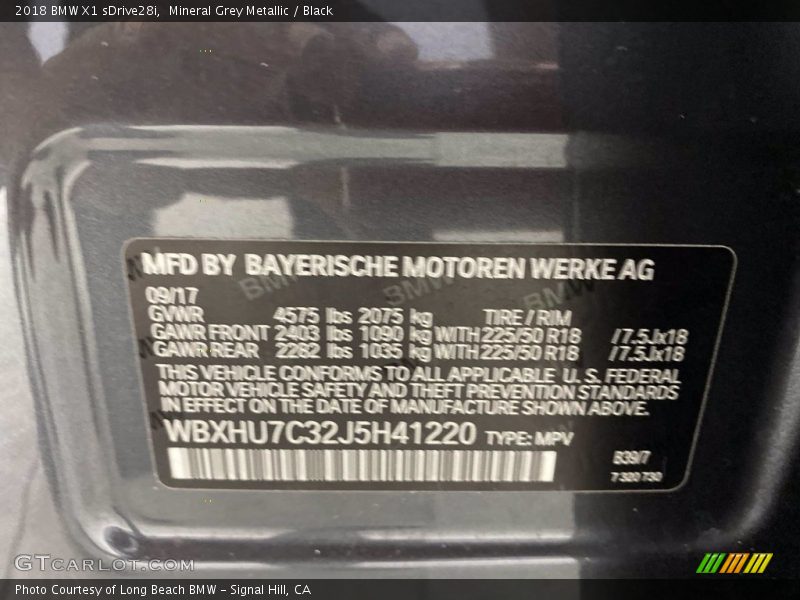 2018 BMW X1 sDrive28i, Mineral Grey Metallic / Black
MFD BY BAYERISCHE MOTOREN WERKE AG
09/17
GVWR 4575 lbs 2075 kg TIRE / RIM
GAWR FRONT 2403 lbs 1090 kg WITH 225/50 R18 /7.5Jx18
GAWR REAR 2282 lbs 1035 kg WITH 225/50 R18 /7.5Jx18
THIS VEHICLE CONFORMS TO ALL APPLICABLE U. S. FEDERAL
MOTOR VEHICLE SAFETY AND THEFT PREVENTION STANDARDS
IN EFFECT ON THE DATE OF MANUFACTURE SHOWN ABOVE.
WBXHU7C32J5H41220 TYPE: MPV
B39/7
7 320 730
GTCARLOT.COM
Photo Courtesy of Long Beach BMW - Signal Hill, CA